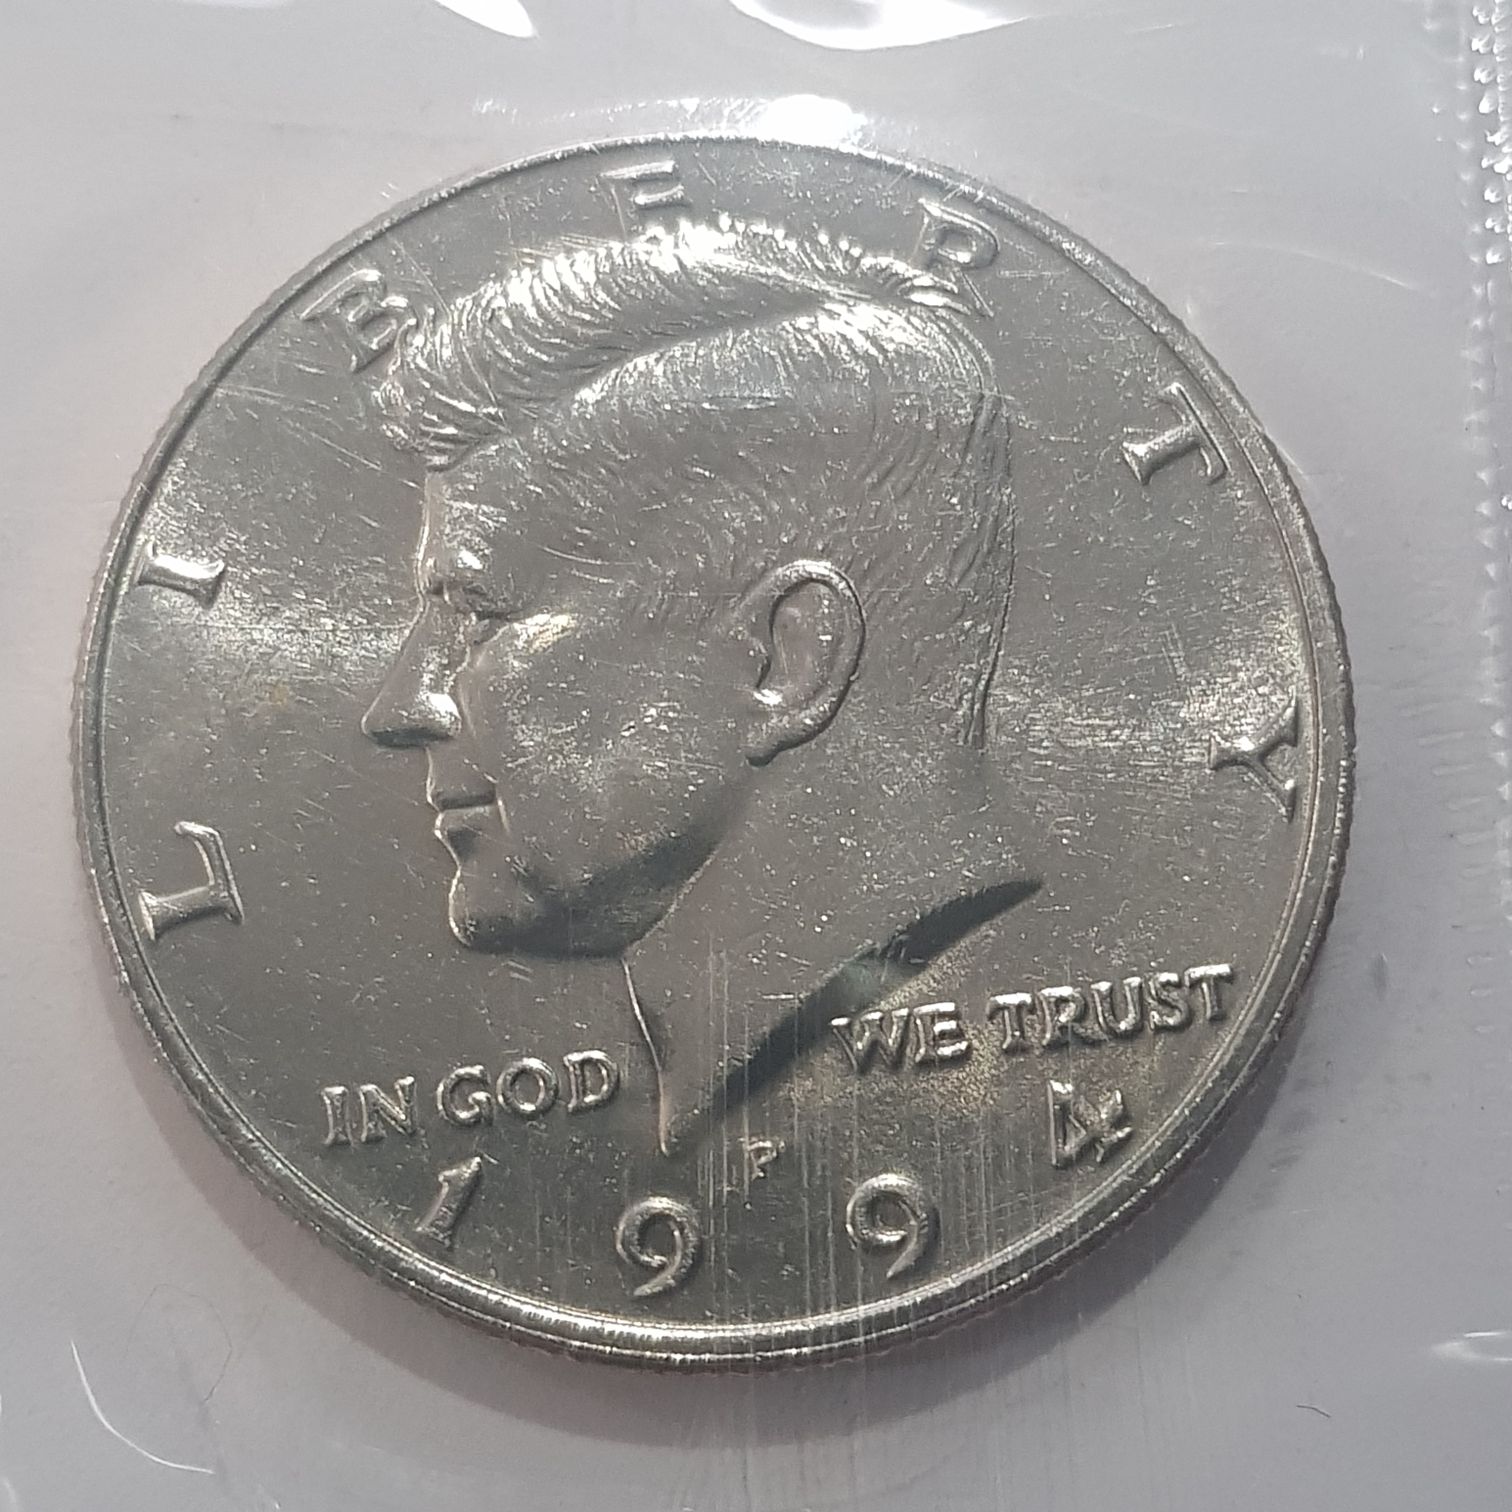 LIBERTY
IN GOD WE TRUST
P
1994